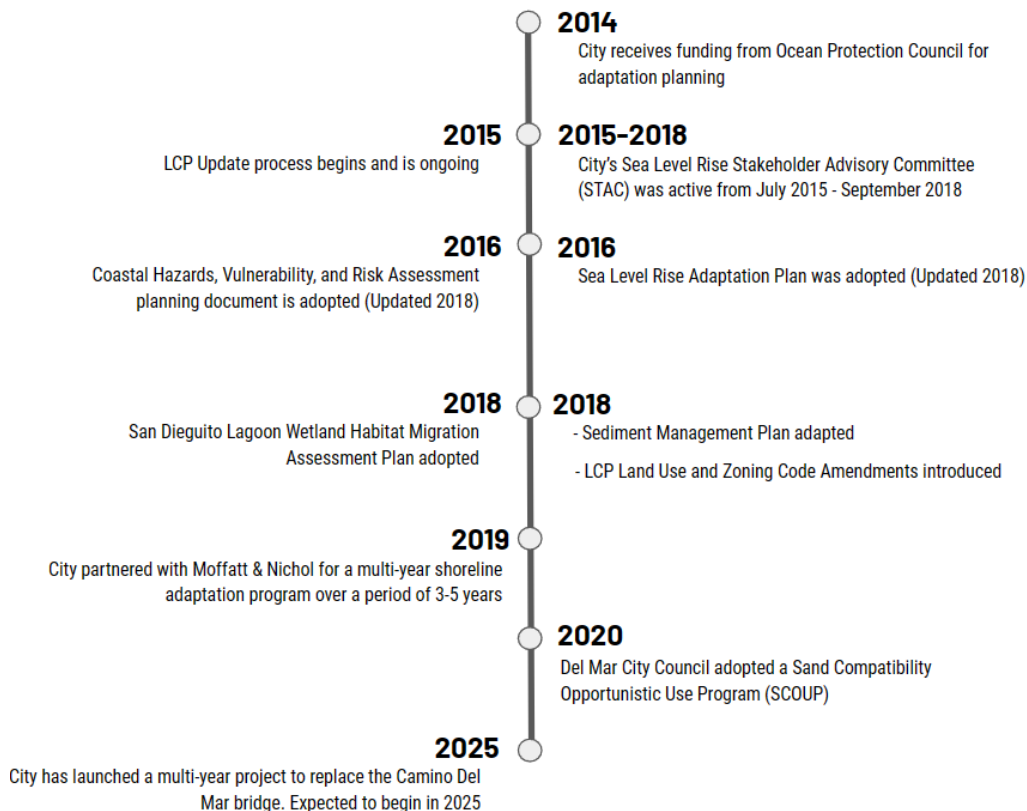 2014
City receives funding from Ocean Protection Council for
adaptation planning
2015
LCP Update process begins and is ongoing
2015-2018
City's Sea Level Rise Stakeholder Advisory Committee
(STAC) was active from July 2015 - September 2018
2016
Coastal Hazards, Vulnerability, and Risk Assessment
planning document is adopted (Updated 2018)
2016
Sea Level Rise Adaptation Plan was adopted (Updated 2018)
2018
San Dieguito Lagoon Wetland Habitat Migration
Assessment Plan adopted
2018
- Sediment Management Plan adapted
- LCP Land Use and Zoning Code Amendments introduced
2019
City partnered with Moffatt & Nichol for a multi-year shoreline
adaptation program over a period of 3-5 years
2020
Del Mar City Council adopted a Sand Compatibility
Opportunistic Use Program (SCOUP)
2025
City has launched a multi-year project to replace the Camino Del
Mar bridge. Expected to begin in 2025